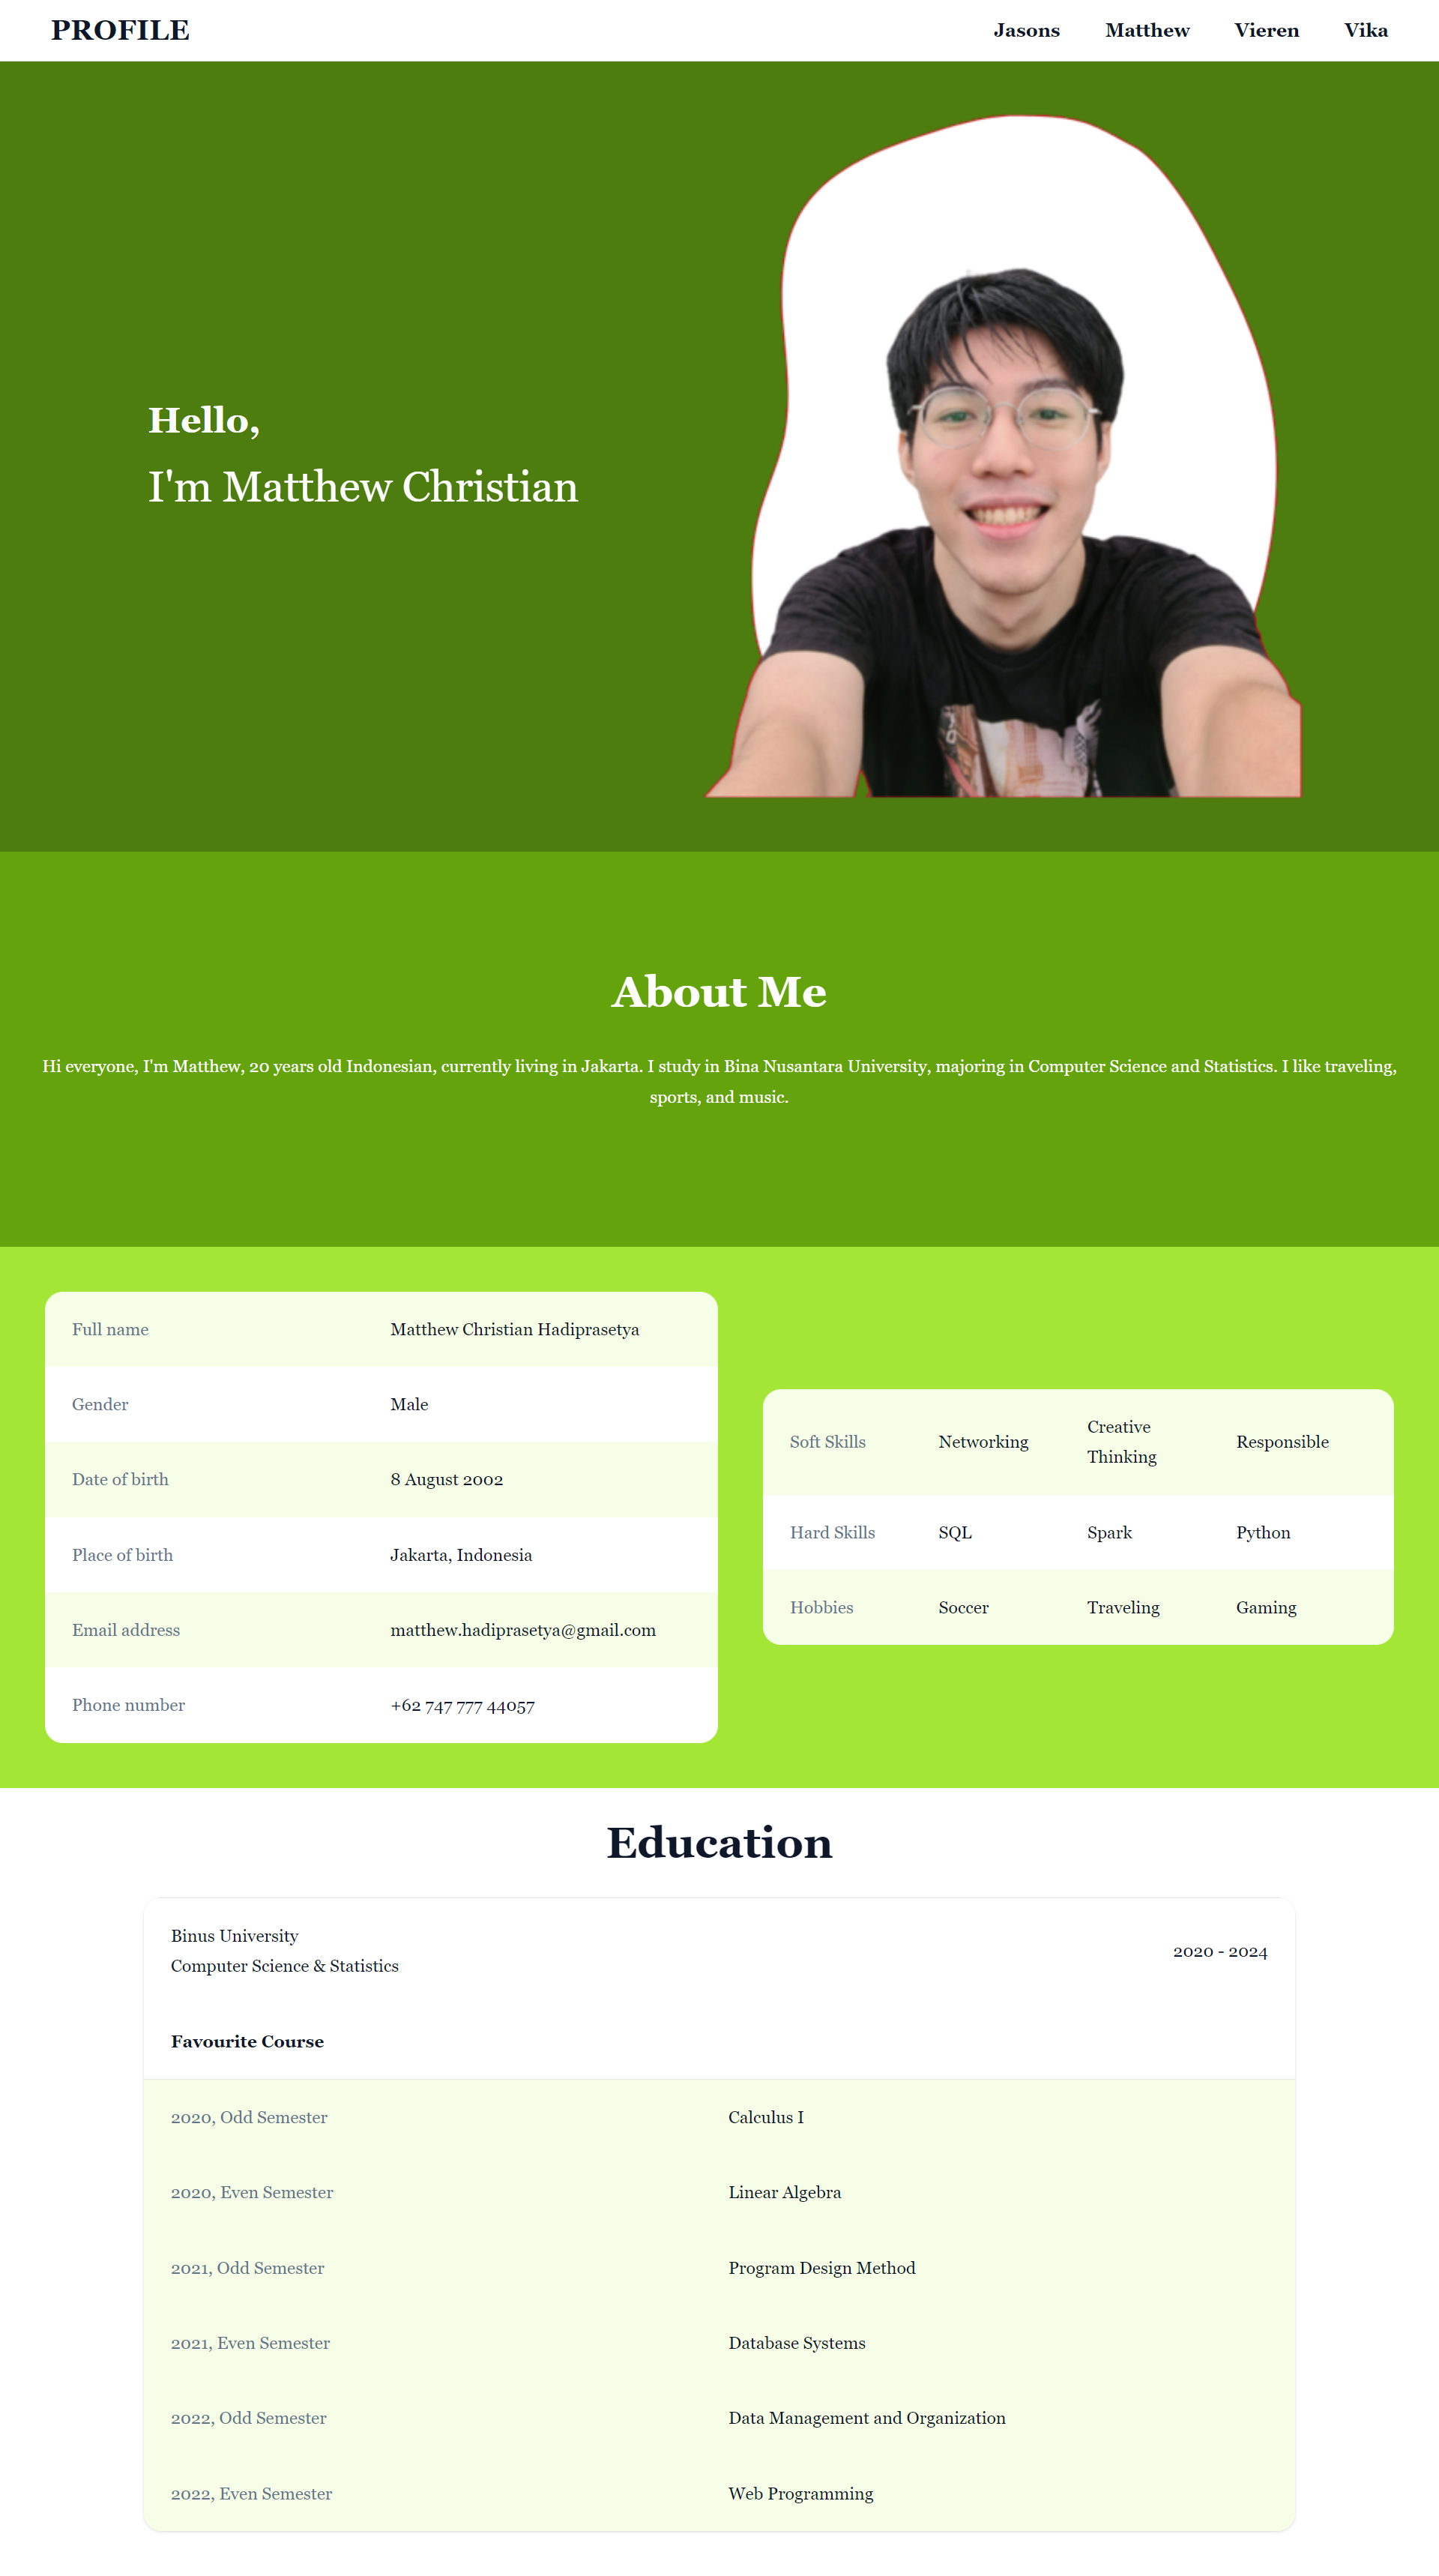 PROFILE
Jasons
Matthew
Vieren
Vika
Hello,
I'm Matthew Christian
About Me
Hi everyone, I'm Matthew, 20 years old Indonesian, currently living in Jakarta. I study in Bina Nusantara University, majoring in Computer Science and Statistics. I like traveling,
sports, and music.
Full name Matthew Christian Hadiprasetya
Gender Male
Date of birth 8 August 2002
Place of birth Jakarta, Indonesia
Email address matthew.hadiprasetya@gmail.com
Phone number +62 747 777 44057
Soft Skills Networking Creative Thinking Responsible
Hard Skills SQL Spark Python
Hobbies Soccer Traveling Gaming
Education
Binus University
Computer Science & Statistics
2020 - 2024
Favourite Course
2020, Odd Semester Calculus I
2020, Even Semester Linear Algebra
2021, Odd Semester Program Design Method
2021, Even Semester Database Systems
2022, Odd Semester Data Management and Organization
2022, Even Semester Web Programming